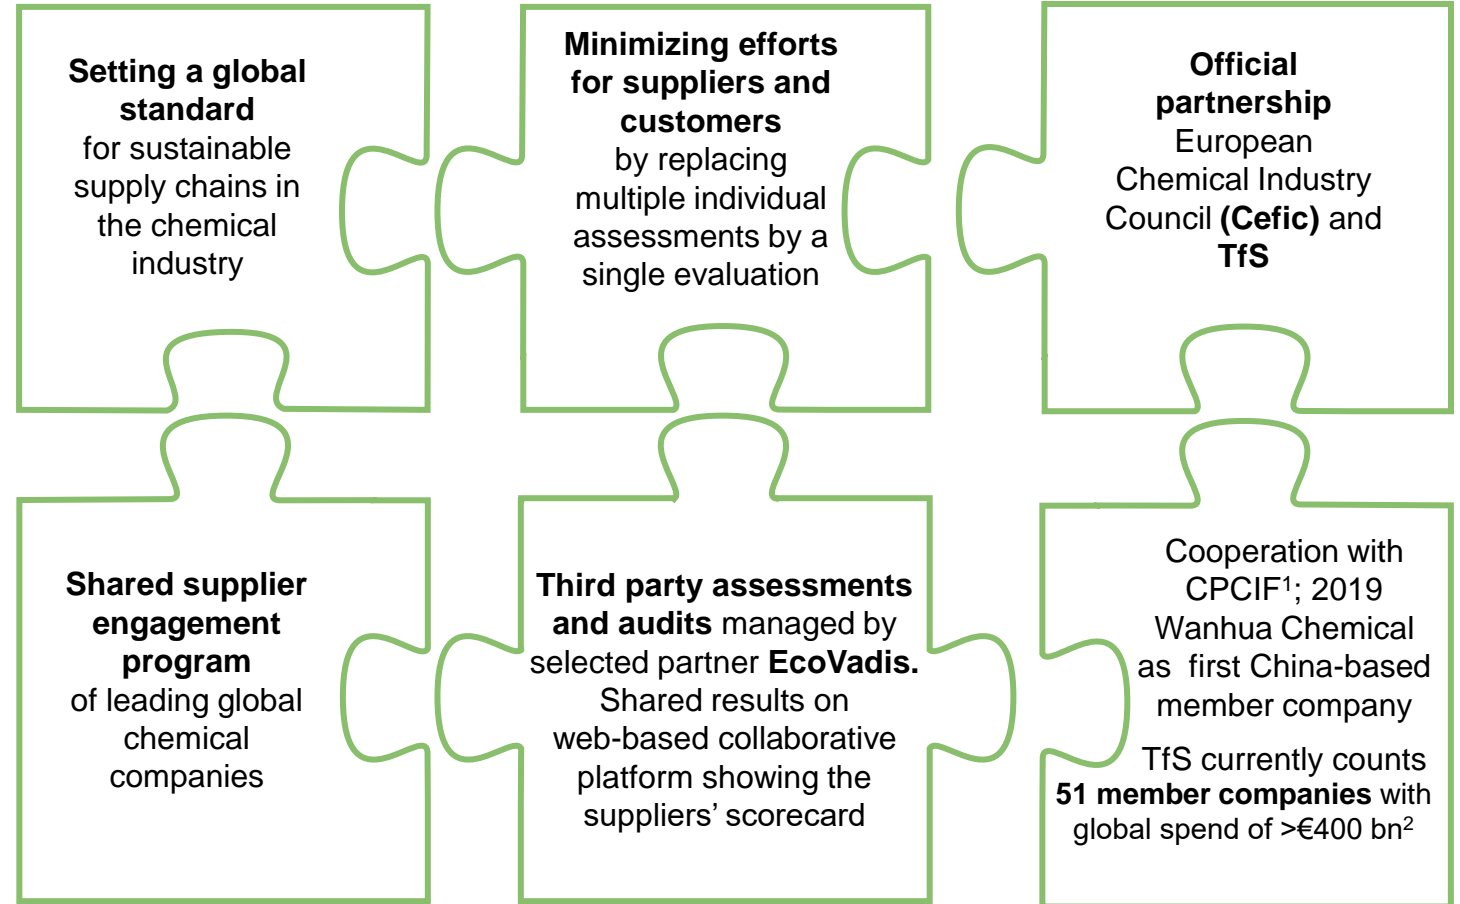 Setting a global
standard
for sustainable
supply chains in
the chemical
industry
Minimizing efforts
for suppliers and
customers
by replacing
multiple individual
assessments by a
single evaluation
Official
partnership
European
Chemical Industry
Council (Cefic) and
TfS
Shared supplier
engagement
program
of leading global
chemical
companies
Third party assessments
and audits managed by
selected partner EcoVadis.
Shared results on
web-based collaborative
platform showing the
suppliers’ scorecard
Cooperation with
CPCIF¹; 2019
Wanhua Chemical
as first China-based
member company
TfS currently counts
51 member companies with
global spend of >€400 bn²